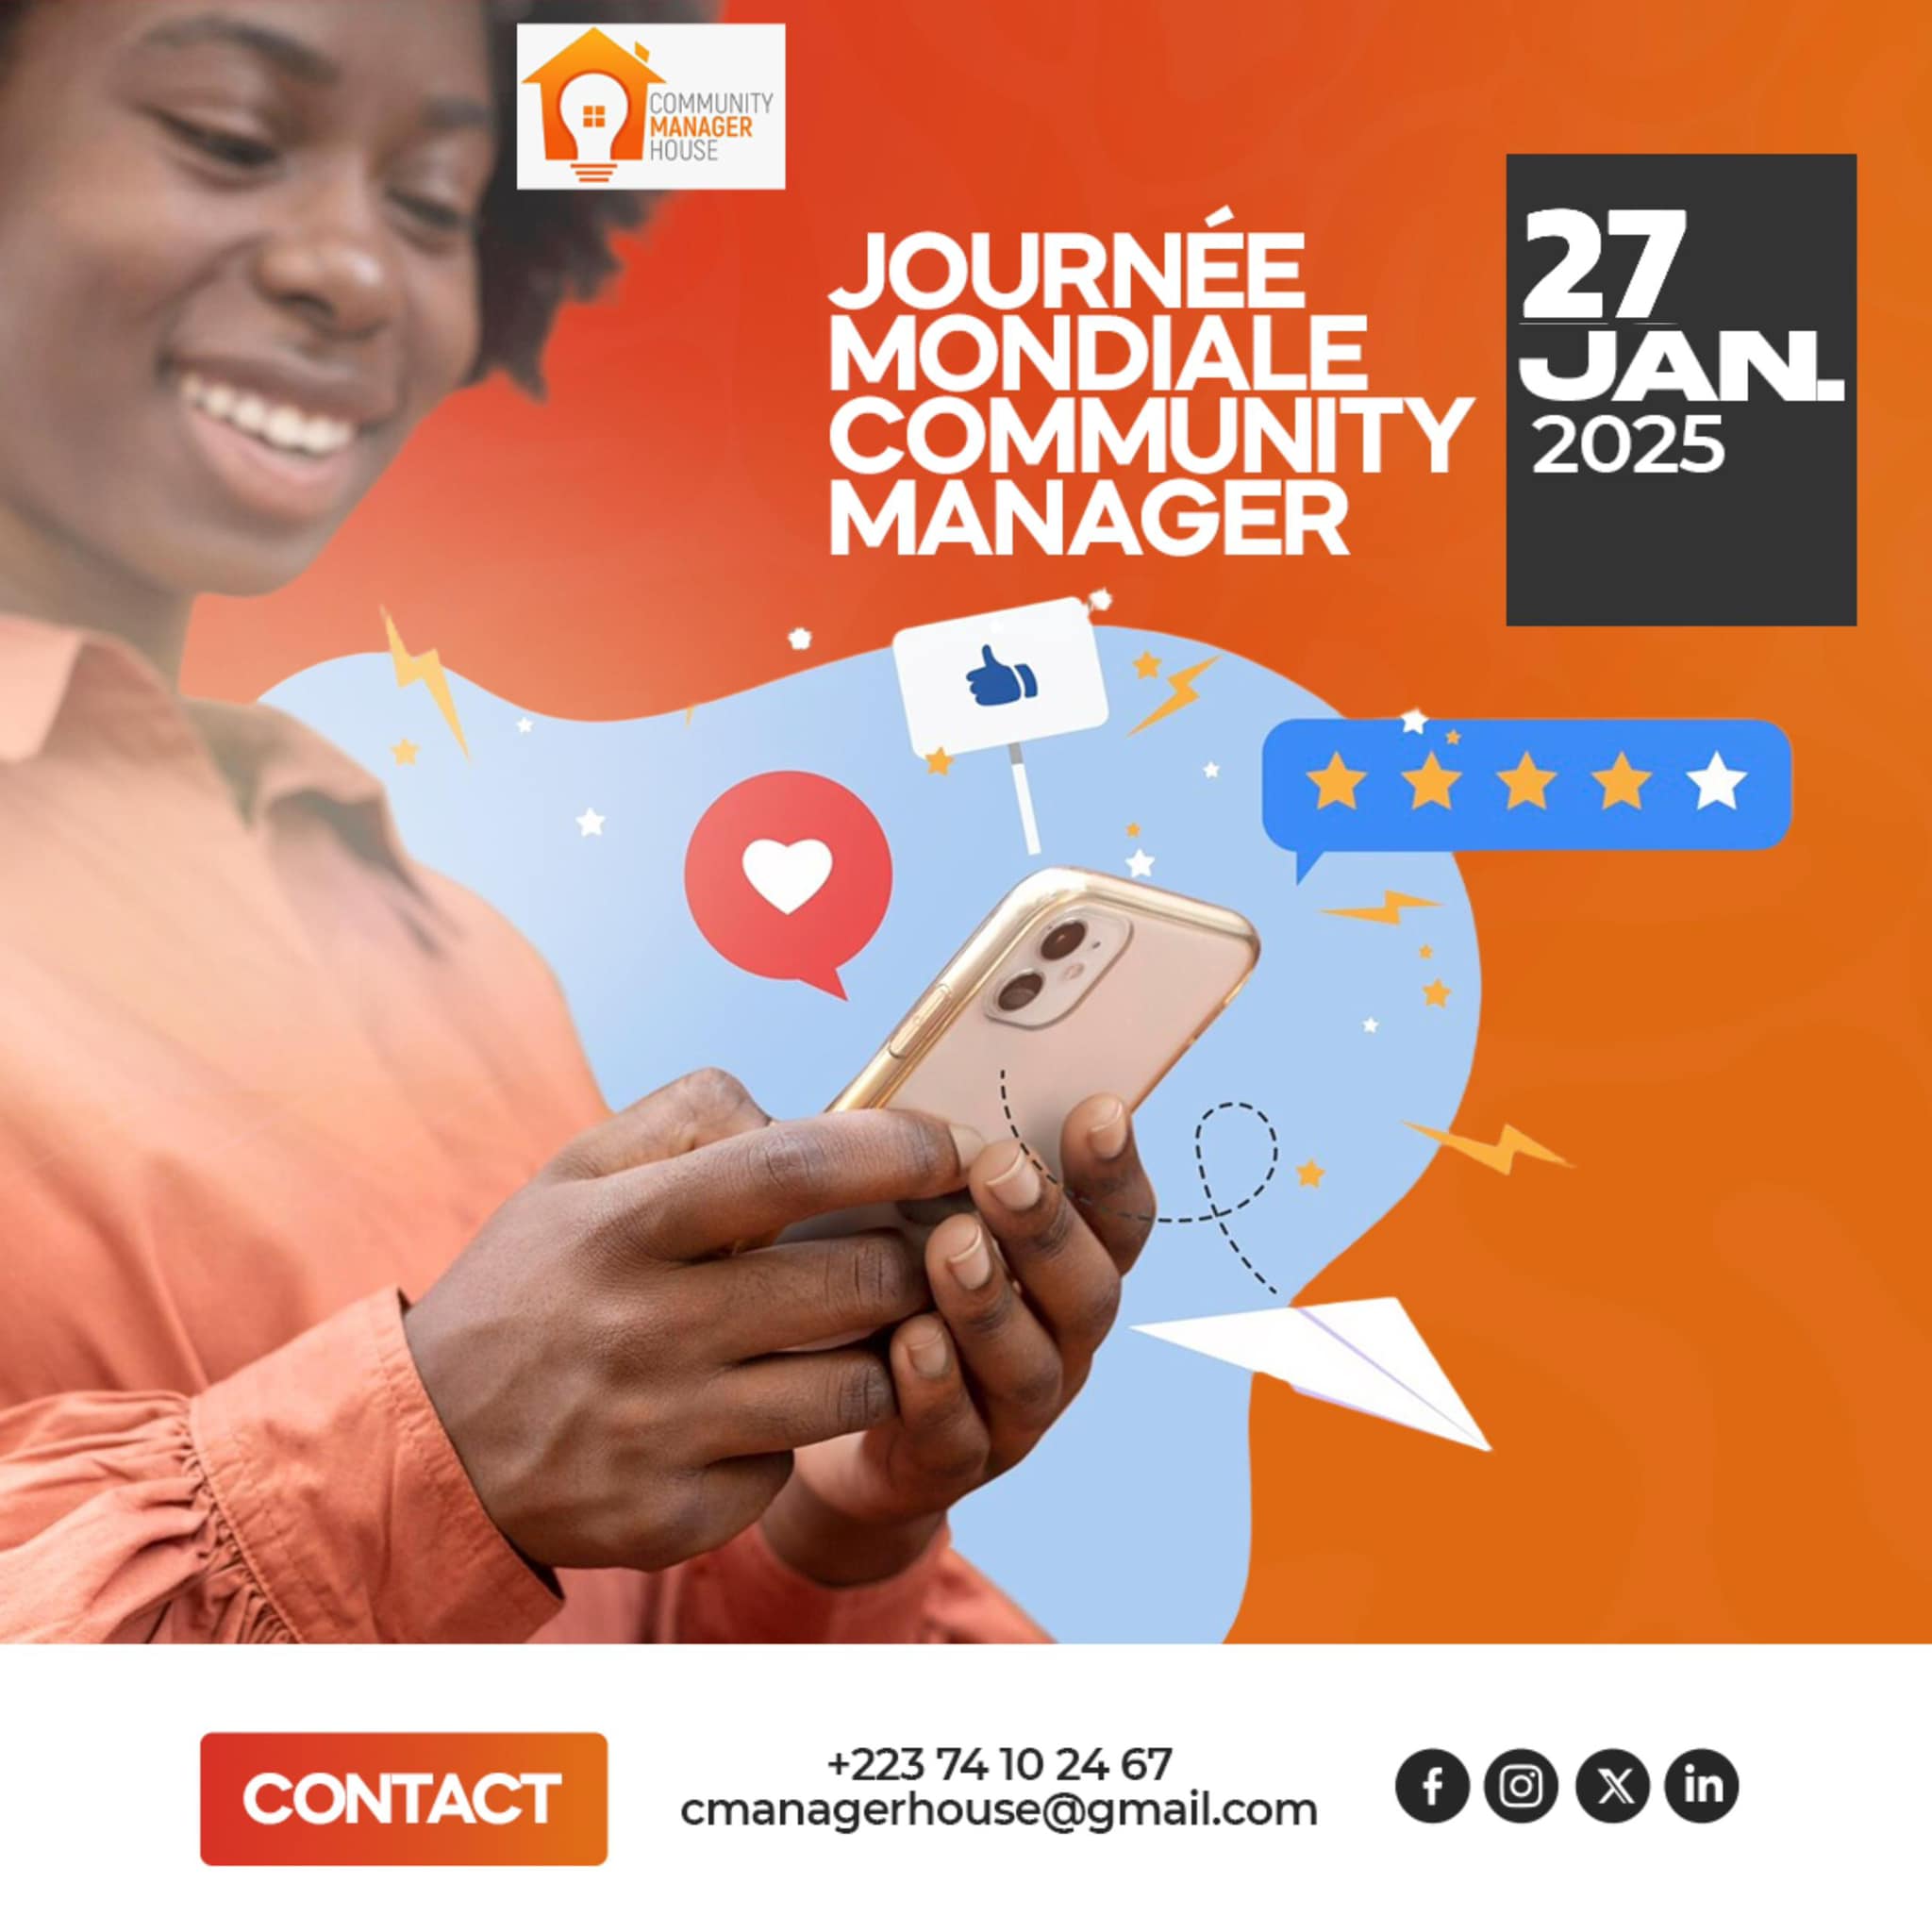 COMMUNITY
MANAGER
HOUSE
JOURNÉE
MONDIALE
COMMUNITY
MANAGER
27
JAN.
2025
CONTACT
+223 74 10 24 67
cmanagerhouse@gmail.com
f
X
in